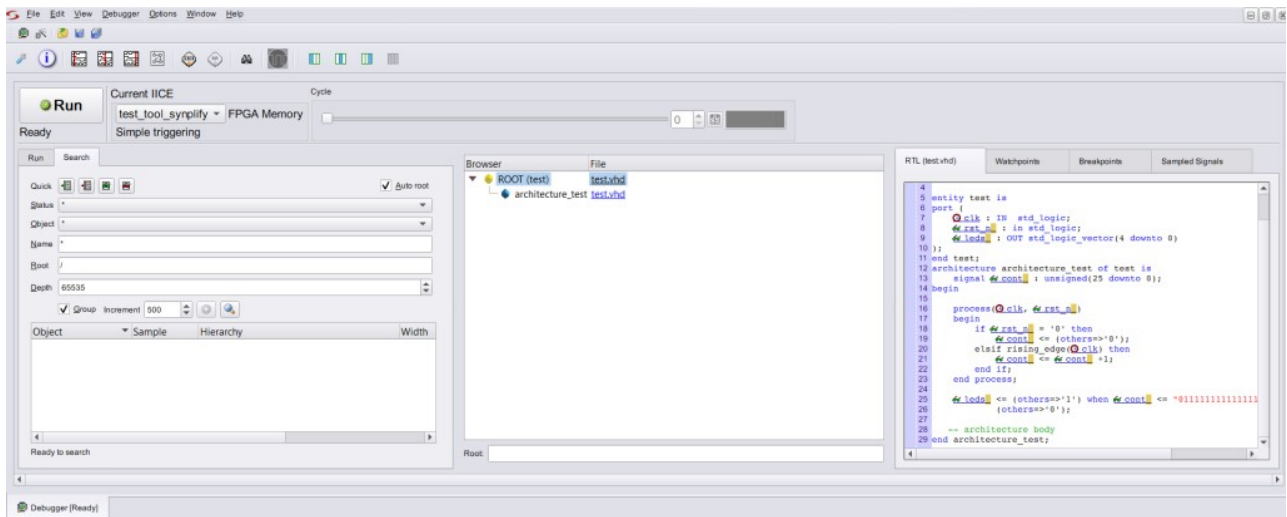 File Edit View Debugger Options Window Help
Run
Ready
Current IICE
test_tool_synplify FPGA Memory
Simple triggering
Cycle
0
Run Search
Quick Auto root
Status *
Object *
Name *
Root /
Depth 65535
Group Increment 500
Object Sample Hierarchy Width
Ready to search
Browser File
ROOT (test) test.vhd
architecture_test test.vhd
Root:
RTL (test.vhd) Watchpoints Breakpoints Sampled Signals
4
5 entity test is
6 port (
7 clk : IN std_logic;
8 rst_n : in std_logic;
9 leds : OUT std_logic_vector(4 downto 0)
10 );
11 end test;
12 architecture architecture_test of test is
13 signal cont : unsigned(25 downto 0);
14 begin
15
16 process(clk, rst_n)
17 begin
18 if rst_n = '0' then
19 cont <= (others=>'0');
20 elsif rising_edge(clk) then
21 cont <= cont +1;
22 end if;
23 end process;
24
25 leds <= (others=>'1') when cont <=
26 (others=>'0');
27
28 -- architecture body
29 end architecture_test;
Debugger [Ready]